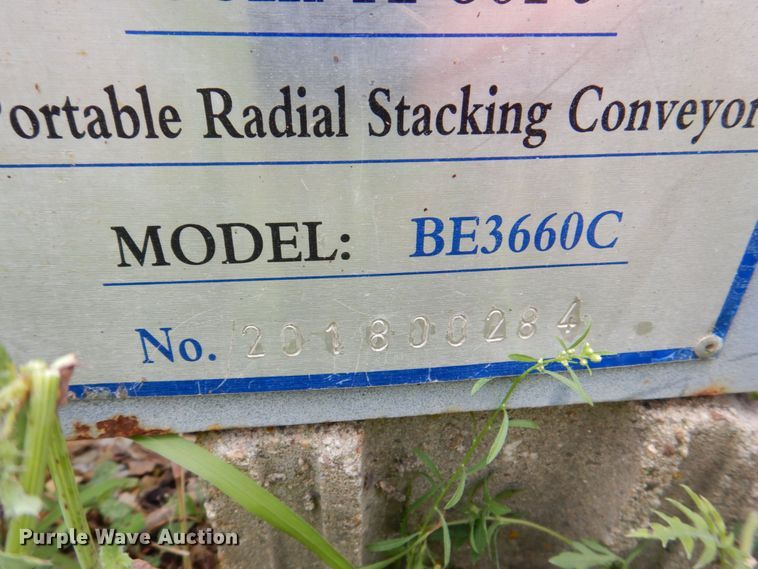 Portable Radial Stacking Conveyor
MODEL: BE3660C
No. 201800284
Purple Wave Auction